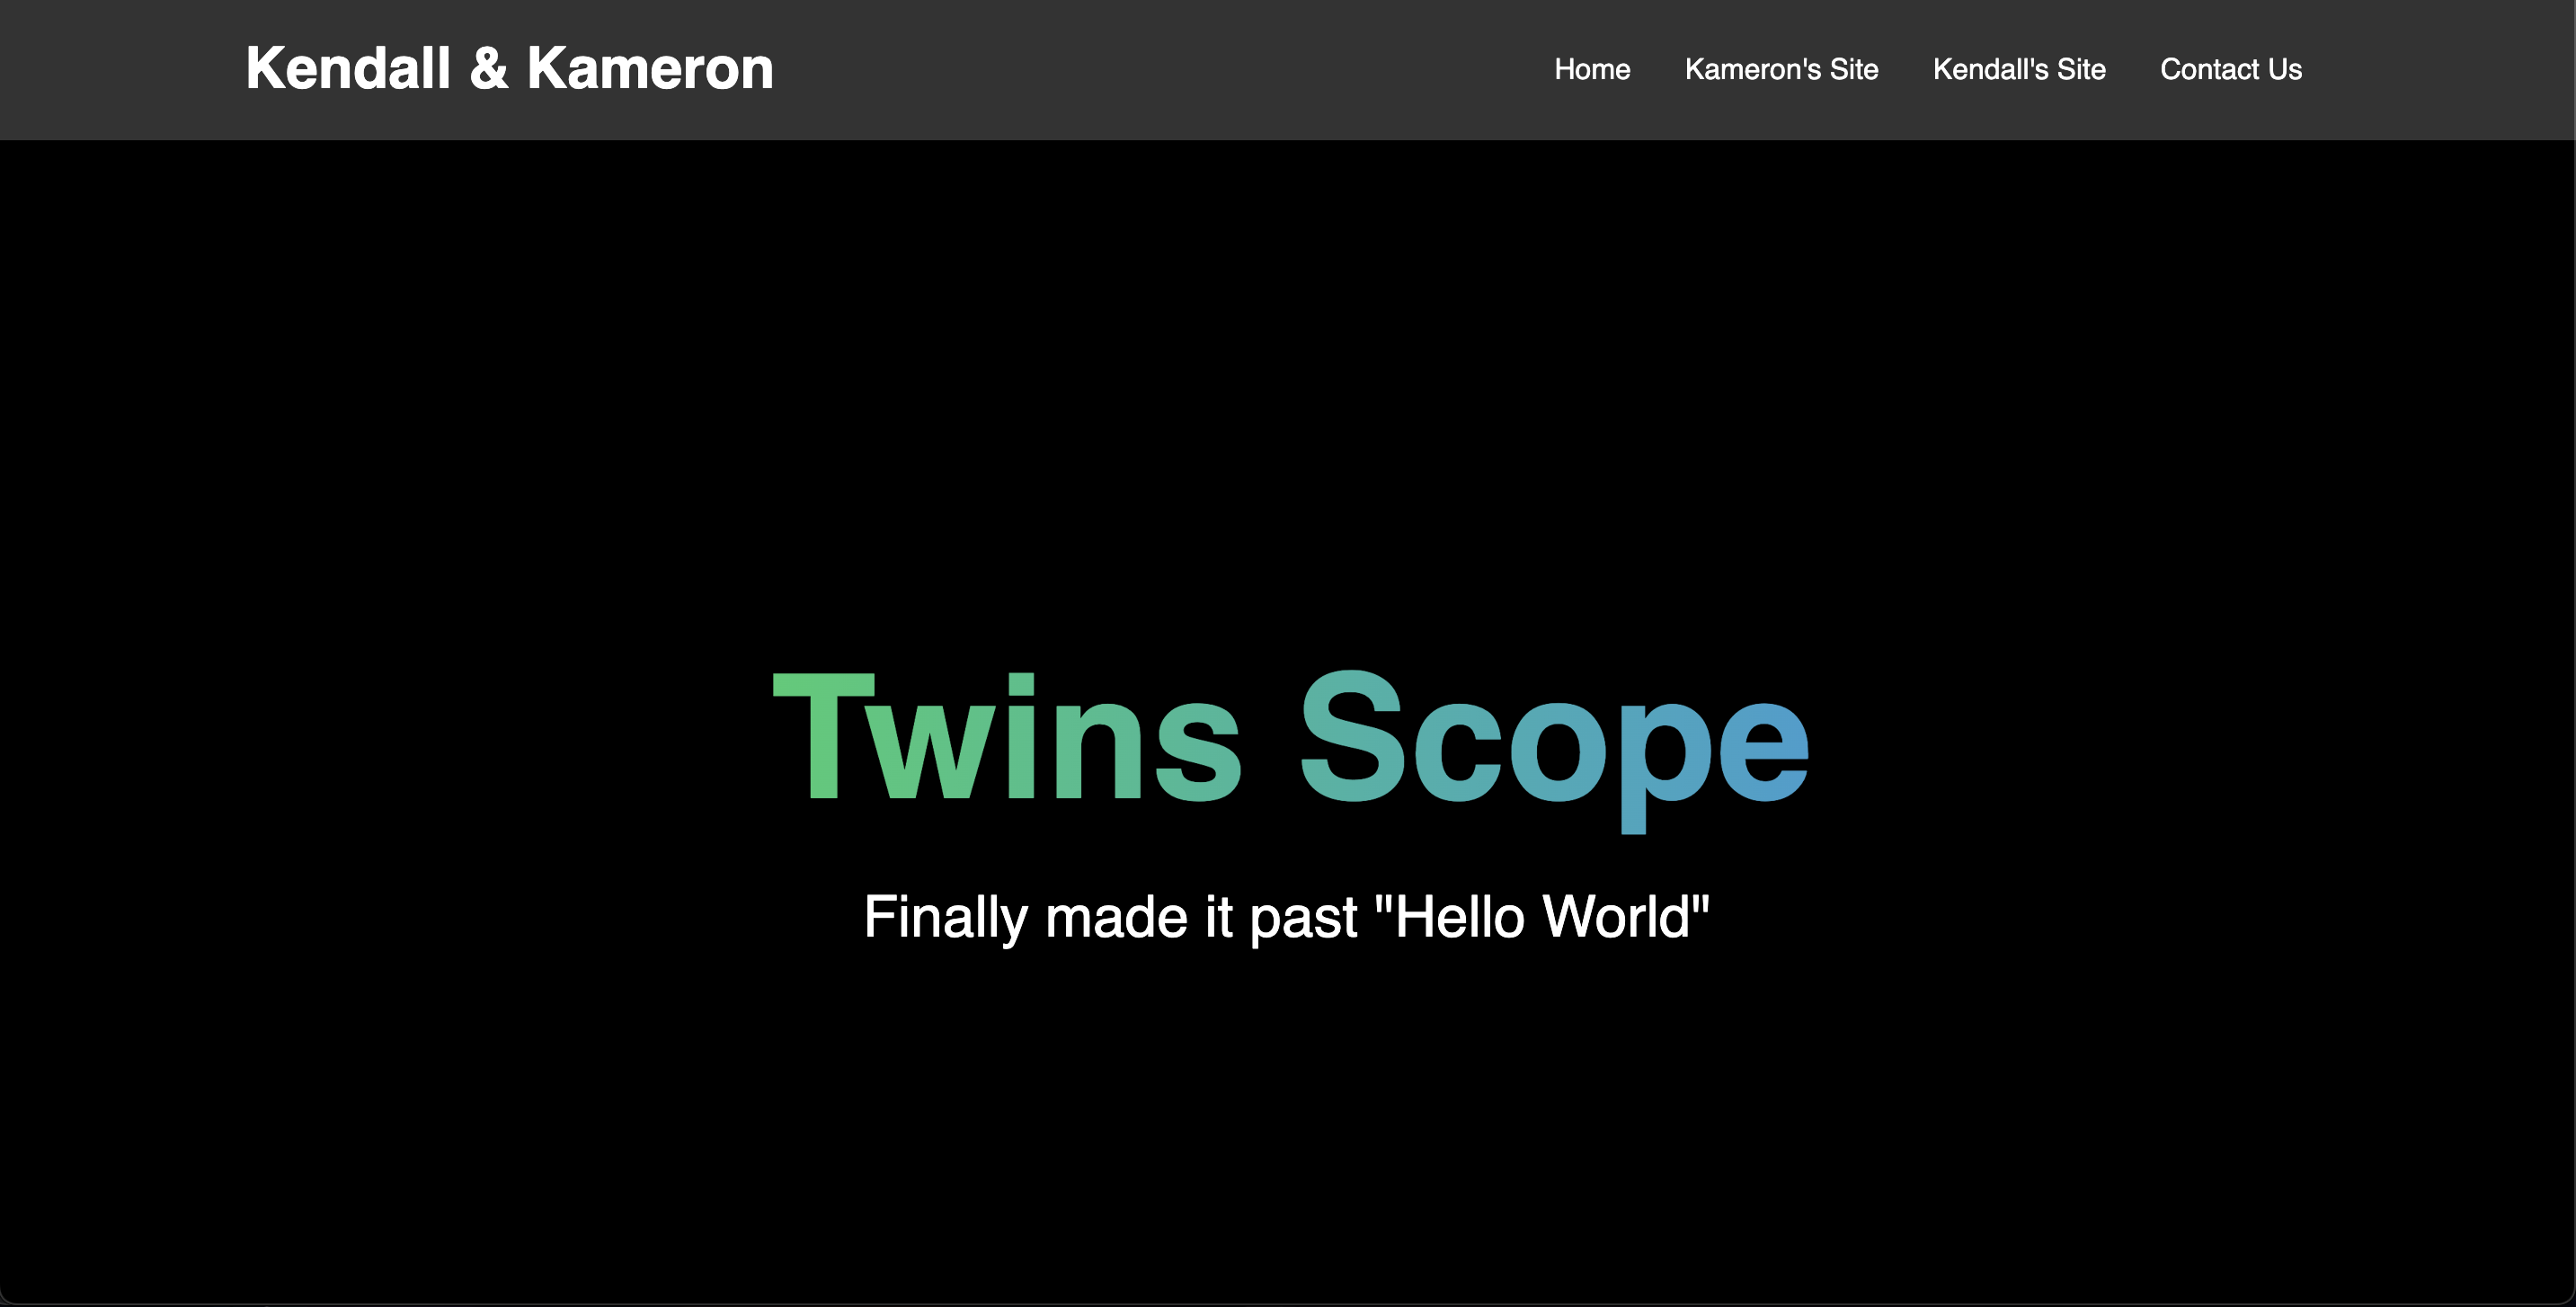 Kendall & Kameron
Home Kameron's Site Kendall's Site Contact Us
Twins Scope
Finally made it past "Hello World"